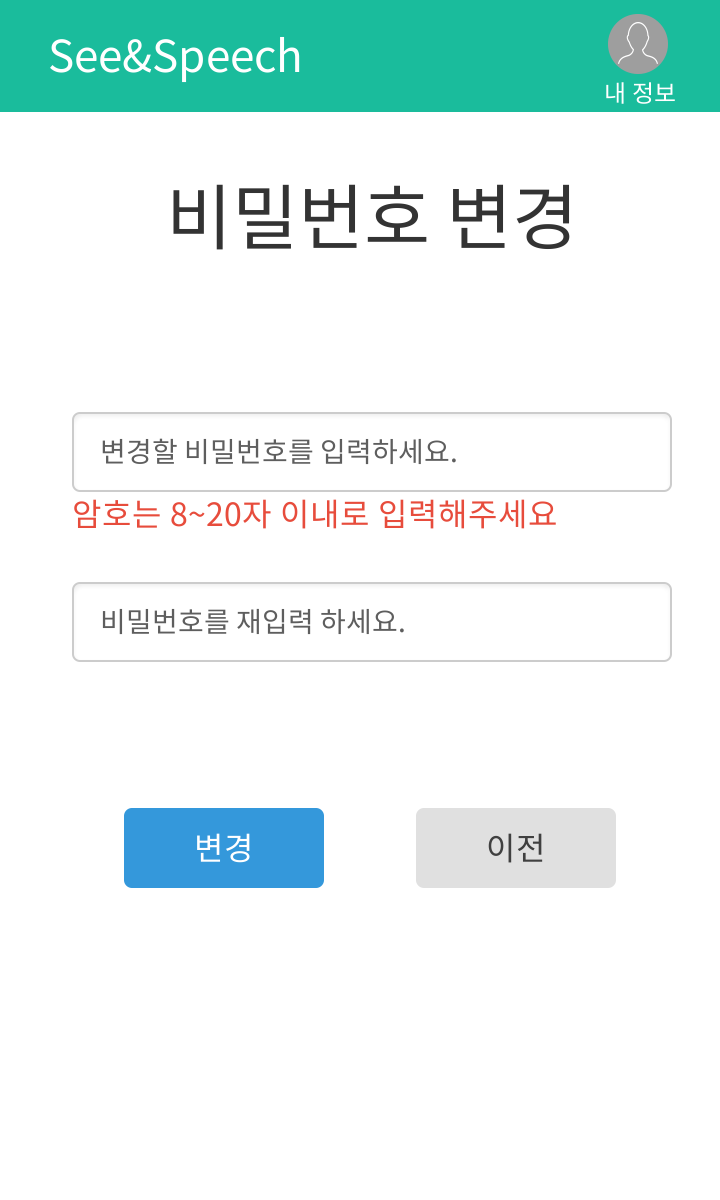 See&Speech
내 정보
비밀번호 변경
변경할 비밀번호를 입력하세요.
암호는 8~20자 이내로 입력해주세요
비밀번호를 재입력 하세요.
변경
이전